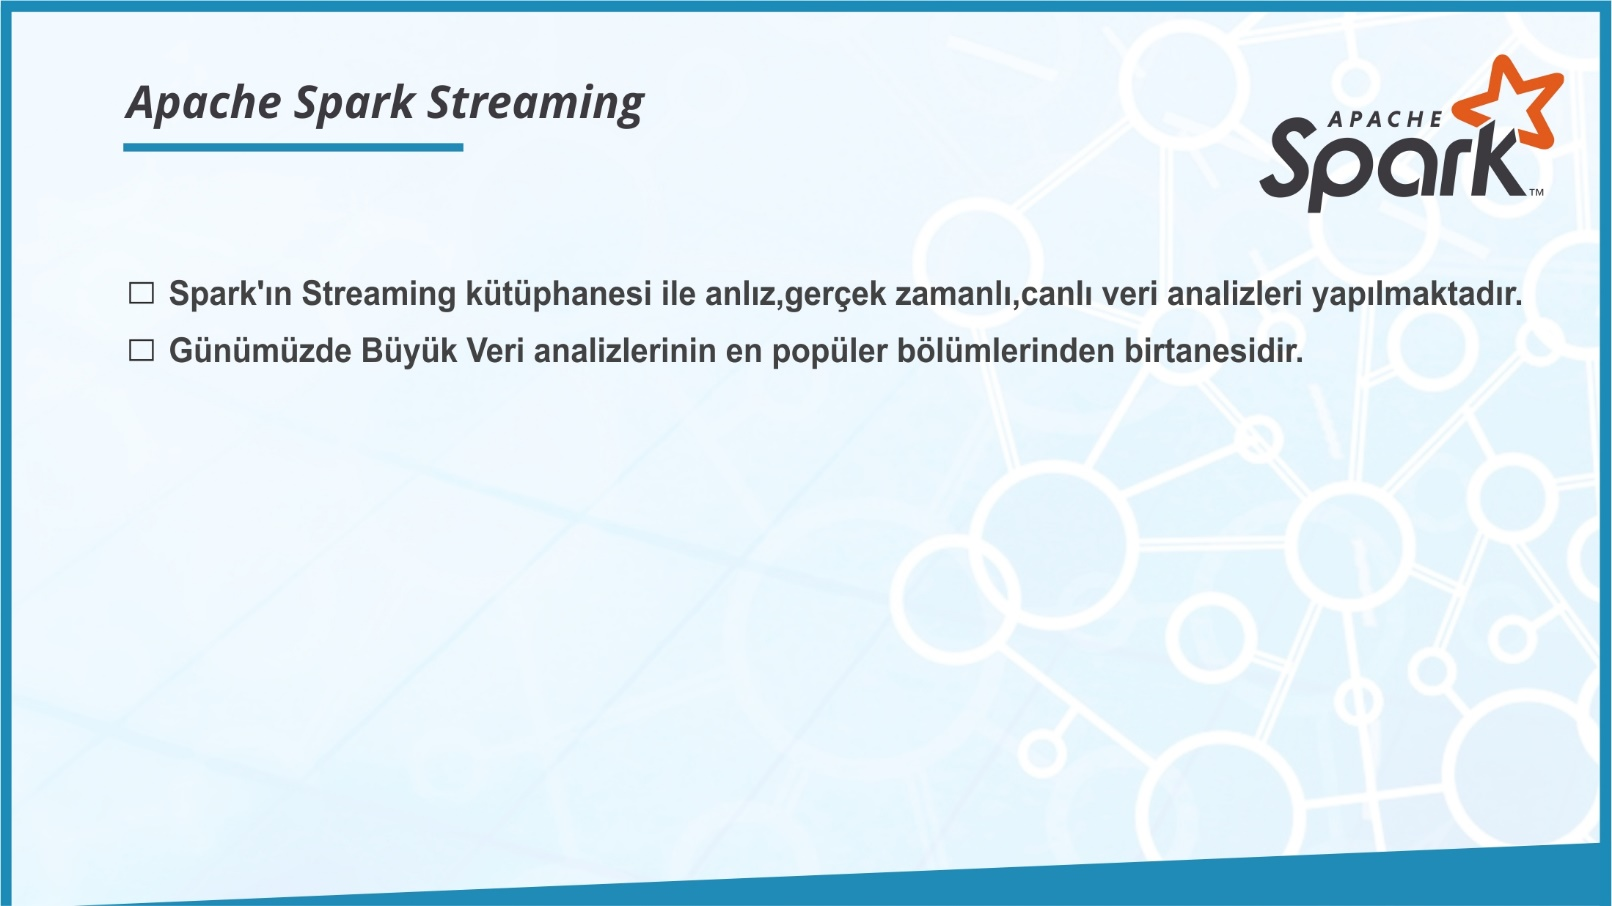 Apache Spark Streaming
APACHE
Spark™
Spark'ın Streaming kütüphanesi ile anlız,gerçek zamanlı,canlı veri analizleri yapılmaktadır.
Günümüzde Büyük Veri analizlerinin en popüler bölümlerinden birtanesidir.